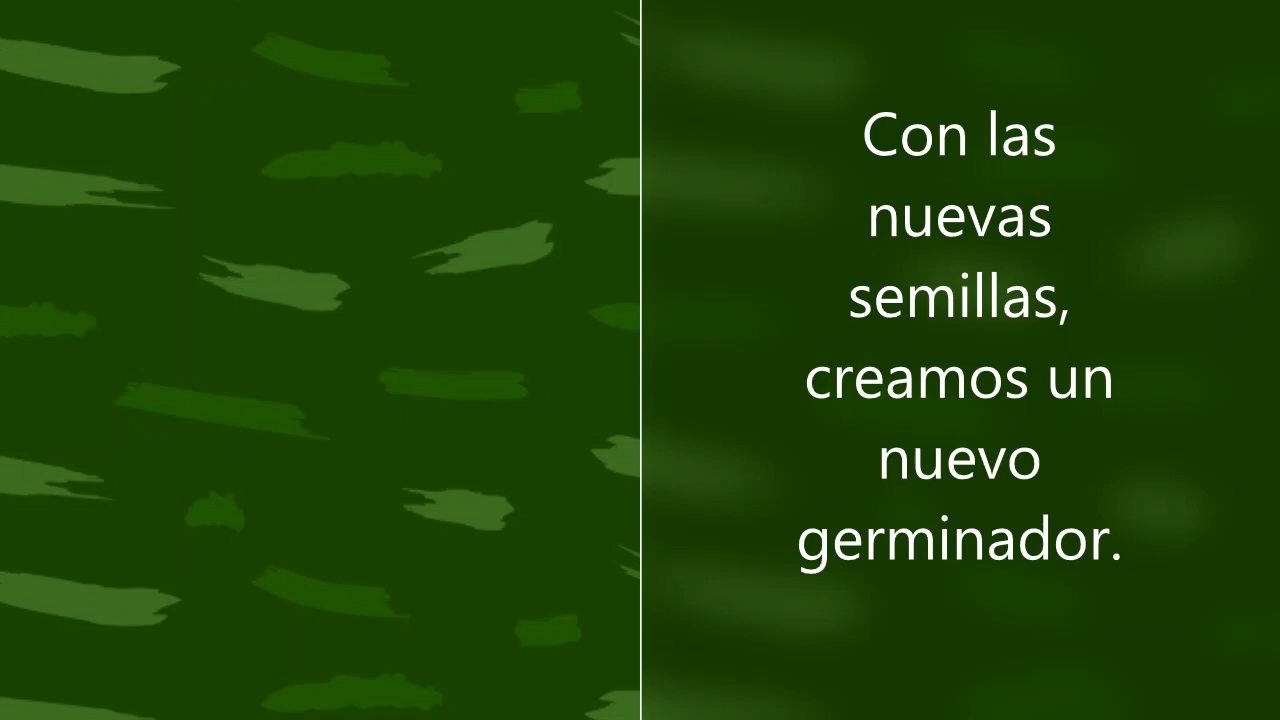 Con las
nuevas
semillas,
creamos un
nuevo
germinador.